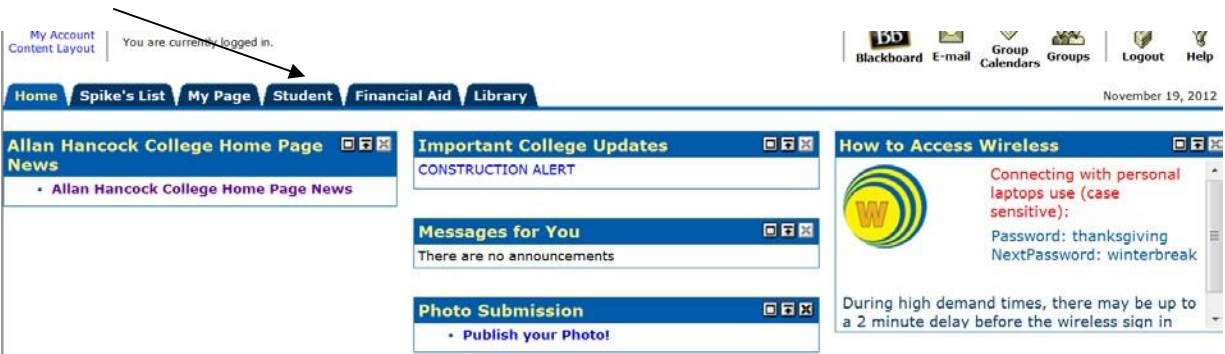 My Account
Content Layout
You are currently logged in.
Bb
Blackboard
E-mail
Group
Calendars
Groups
Logout
Help
Home
Spike's List
My Page
Student
Financial Aid
Library
November 19, 2012
Allan Hancock College Home Page
News
Allan Hancock College Home Page News
Important College Updates
CONSTRUCTION ALERT
Messages for You
There are no announcements
Photo Submission
Publish your Photo!
How to Access Wireless
W
Connecting with personal
laptops use (case
sensitive):
Password: thanksgiving
NextPassword: winterbreak
During high demand times, there may be up to
a 2 minute delay before the wireless sign in